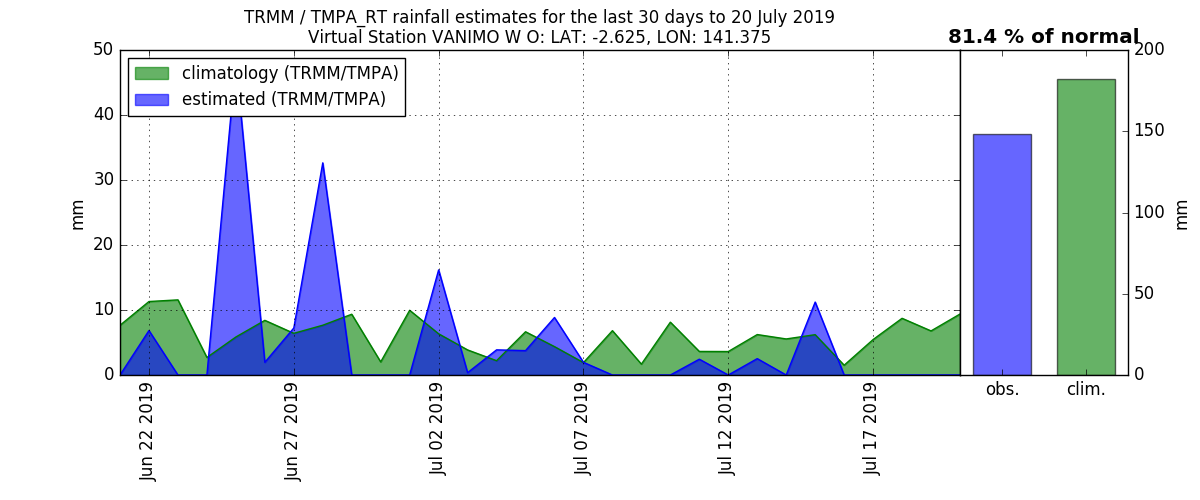 TRMM / TMPA_RT rainfall estimates for the last 30 days to 20 July 2019
Virtual Station VANIMO W O: LAT: -2.625, LON: 141.375
81.4 % of normal
climatology (TRMM/TMPA)
estimated (TRMM/TMPA)
50
40
30
20
10
0
mm
Jun 22 2019
Jun 27 2019
Jul 02 2019
Jul 07 2019
Jul 12 2019
Jul 17 2019
obs.
clim.
200
150
100
50
0
mm